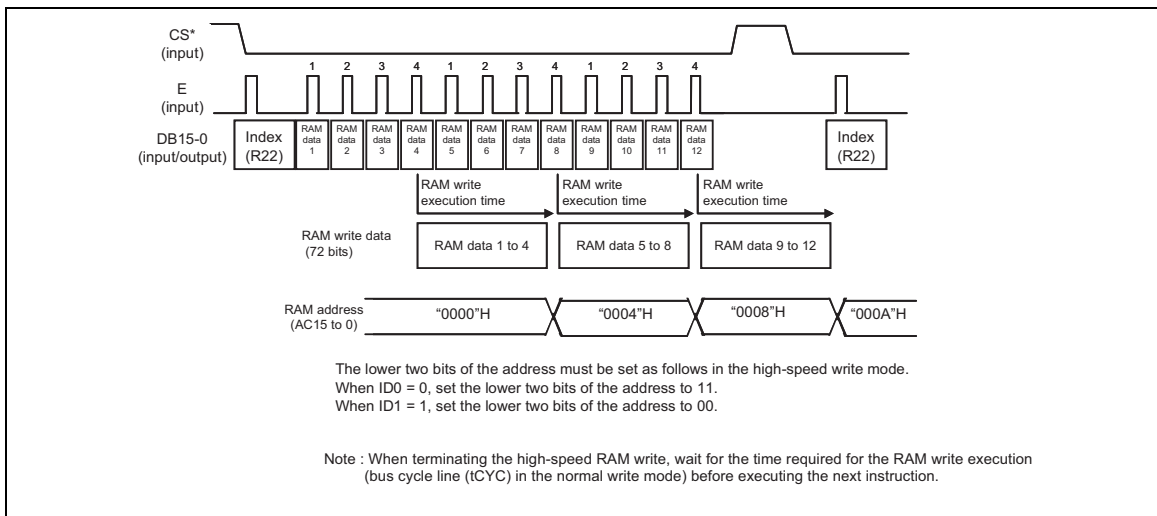 CS*
(input)
1 2 3 4 1 2 3 4 1 2 3 4
E
(input)
DB15-0
(input/output)
Index
(R22)
RAM
data
1
RAM
data
2
RAM
data
3
RAM
data
4
RAM
data
5
RAM
data
6
RAM
data
7
RAM
data
8
RAM
data
9
RAM
data
10
RAM
data
11
RAM
data
12
Index
(R22)
RAM write
execution time
RAM write
execution time
RAM write
execution time
RAM write data
(72 bits)
RAM data 1 to 4
RAM data 5 to 8
RAM data 9 to 12
RAM address
(AC15 to 0)
“0000”H
“0004”H
“0008”H
“000A”H
The lower two bits of the address must be set as follows in the high-speed write mode.
When ID0 = 0, set the lower two bits of the address to 11.
When ID1 = 1, set the lower two bits of the address to 00.
Note : When terminating the high-speed RAM write, wait for the time required for the RAM write execution
(bus cycle line (tCYC) in the normal write mode) before executing the next instruction.